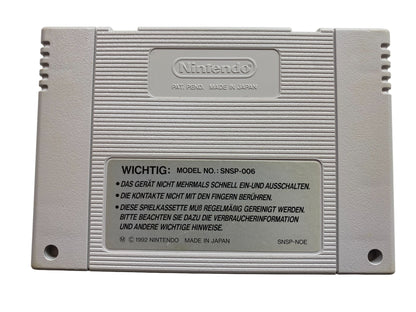 Nintendo
PAT. PEND. MADE IN JAPAN
WICHTIG: MODEL NO.: SNSP-006
• DAS GERÄT NICHT MEHRMALS SCHNELL EIN-UND AUSSCHALTEN.
• DIE KONTAKTE NICHT MIT DEN FINGERN BERÜHREN.
• DIESE SPIELKASSETTE MUß REGELMÄßIG GEREINIGT WERDEN.
BITTE BEACHTEN SIE DAZU DIE VERBRAUCHERINFORMATION
UND ANDERE WICHTIGE HINWEISE.
Ⓜ © 1992 NINTENDO MADE IN JAPAN SNSP-NOE